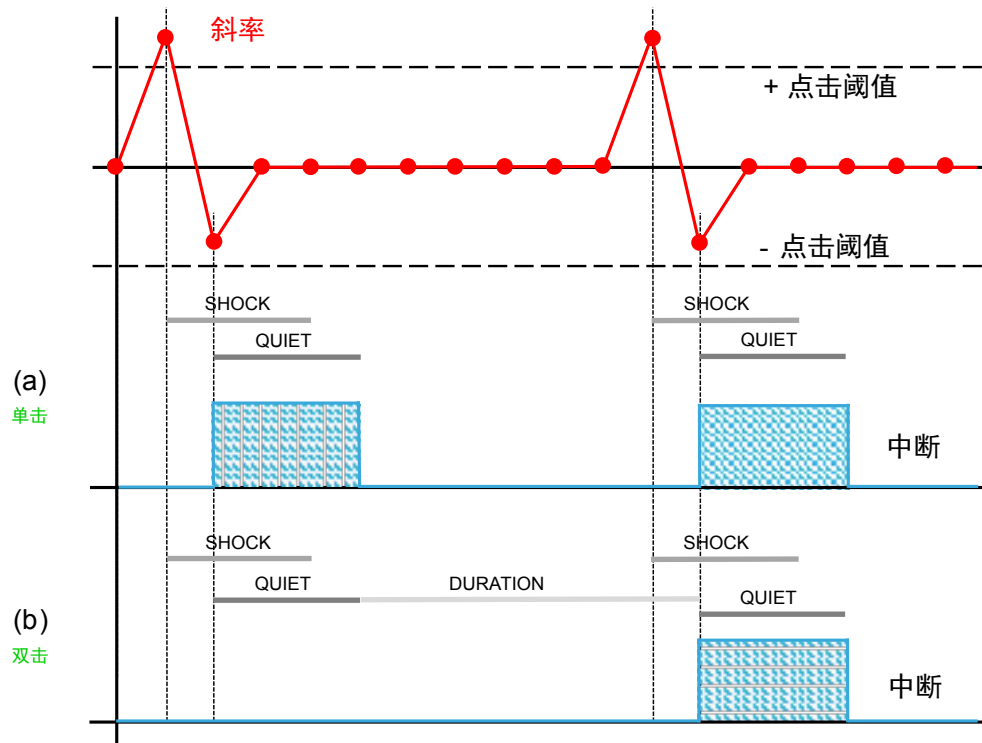 斜率
+ 点击阈值
- 点击阈值
SHOCK
SHOCK
QUIET
QUIET
(a)
单击
中断
SHOCK
SHOCK
QUIET
DURATION
QUIET
(b)
双击
中断